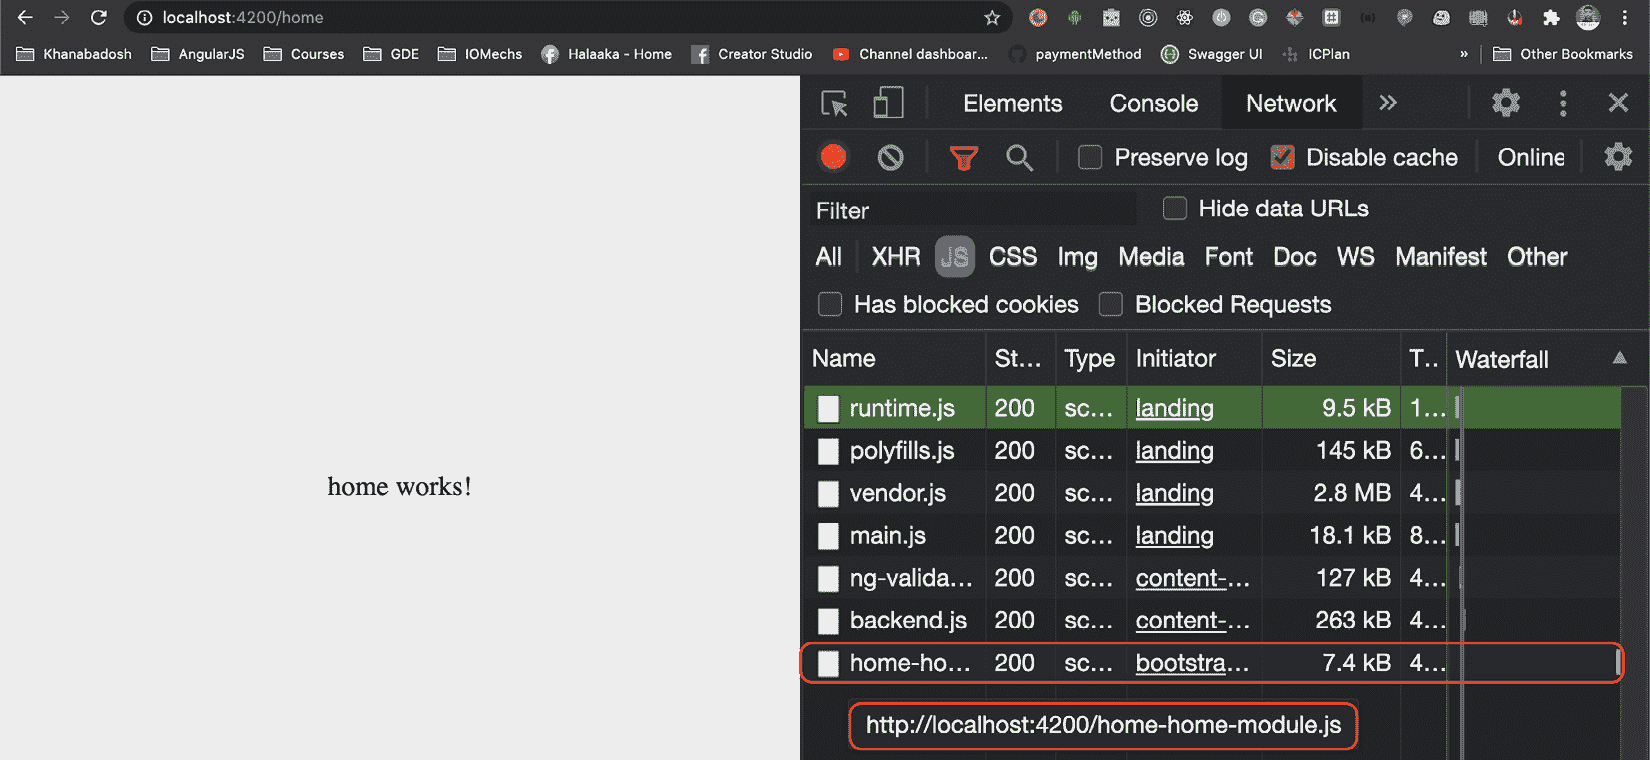 localhost:4200/home
Khanabadosh AngularJS Courses GDE IOMechs Halaaka - Home Creator Studio Channel dashboar... paymentMethod Swagger UI ICPlan » Other Bookmarks
Elements Console Network
Preserve log Disable cache Online
Filter Hide data URLs
All XHR JS CSS Img Media Font Doc WS Manifest Other
Has blocked cookies Blocked Requests
Name St... Type Initiator Size T.. Waterfall
runtime.js 200 sc... landing 9.5 kB 1...
polyfills.js 200 sc... landing 145 kB 6...
vendor.js 200 sc... landing 2.8 MB 4...
main.js 200 sc... landing 18.1 kB 8...
ng-valida... 200 sc... content-... 127 kB 4...
backend.js 200 sc... content-... 263 kB 4...
home-ho... 200 sc... bootstra... 7.4 kB 4...
http://localhost:4200/home-home-module.js
home works!